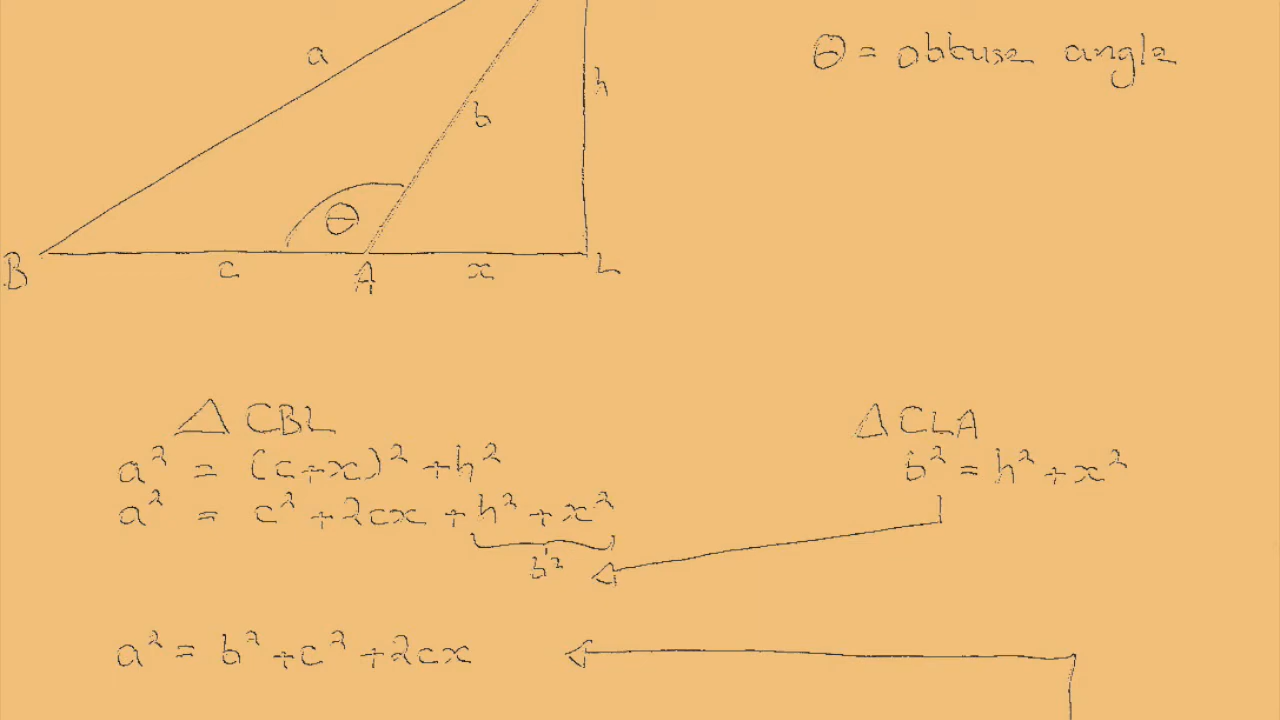 a
θ = obtuse angle
h
b
θ
B
c
A
x
L
△ CBL
△ CLA
a² = (c+x)² + h²
b² = h² + x²
a² = c² + 2cx + h² + x²
b²
a² = b² + c² + 2cx